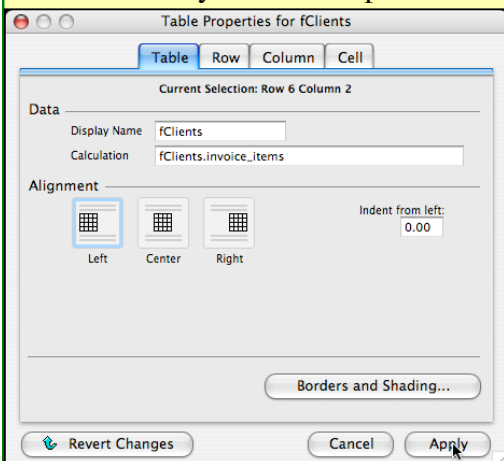 Table Properties for fClients
Table Row Column Cell
Current Selection: Row 6 Column 2
Data
Display Name fClients
Calculation fClients.invoice_items
Alignment
Indent from left:
0.00
Left Center Right
Borders and Shading...
Revert Changes Cancel Apply